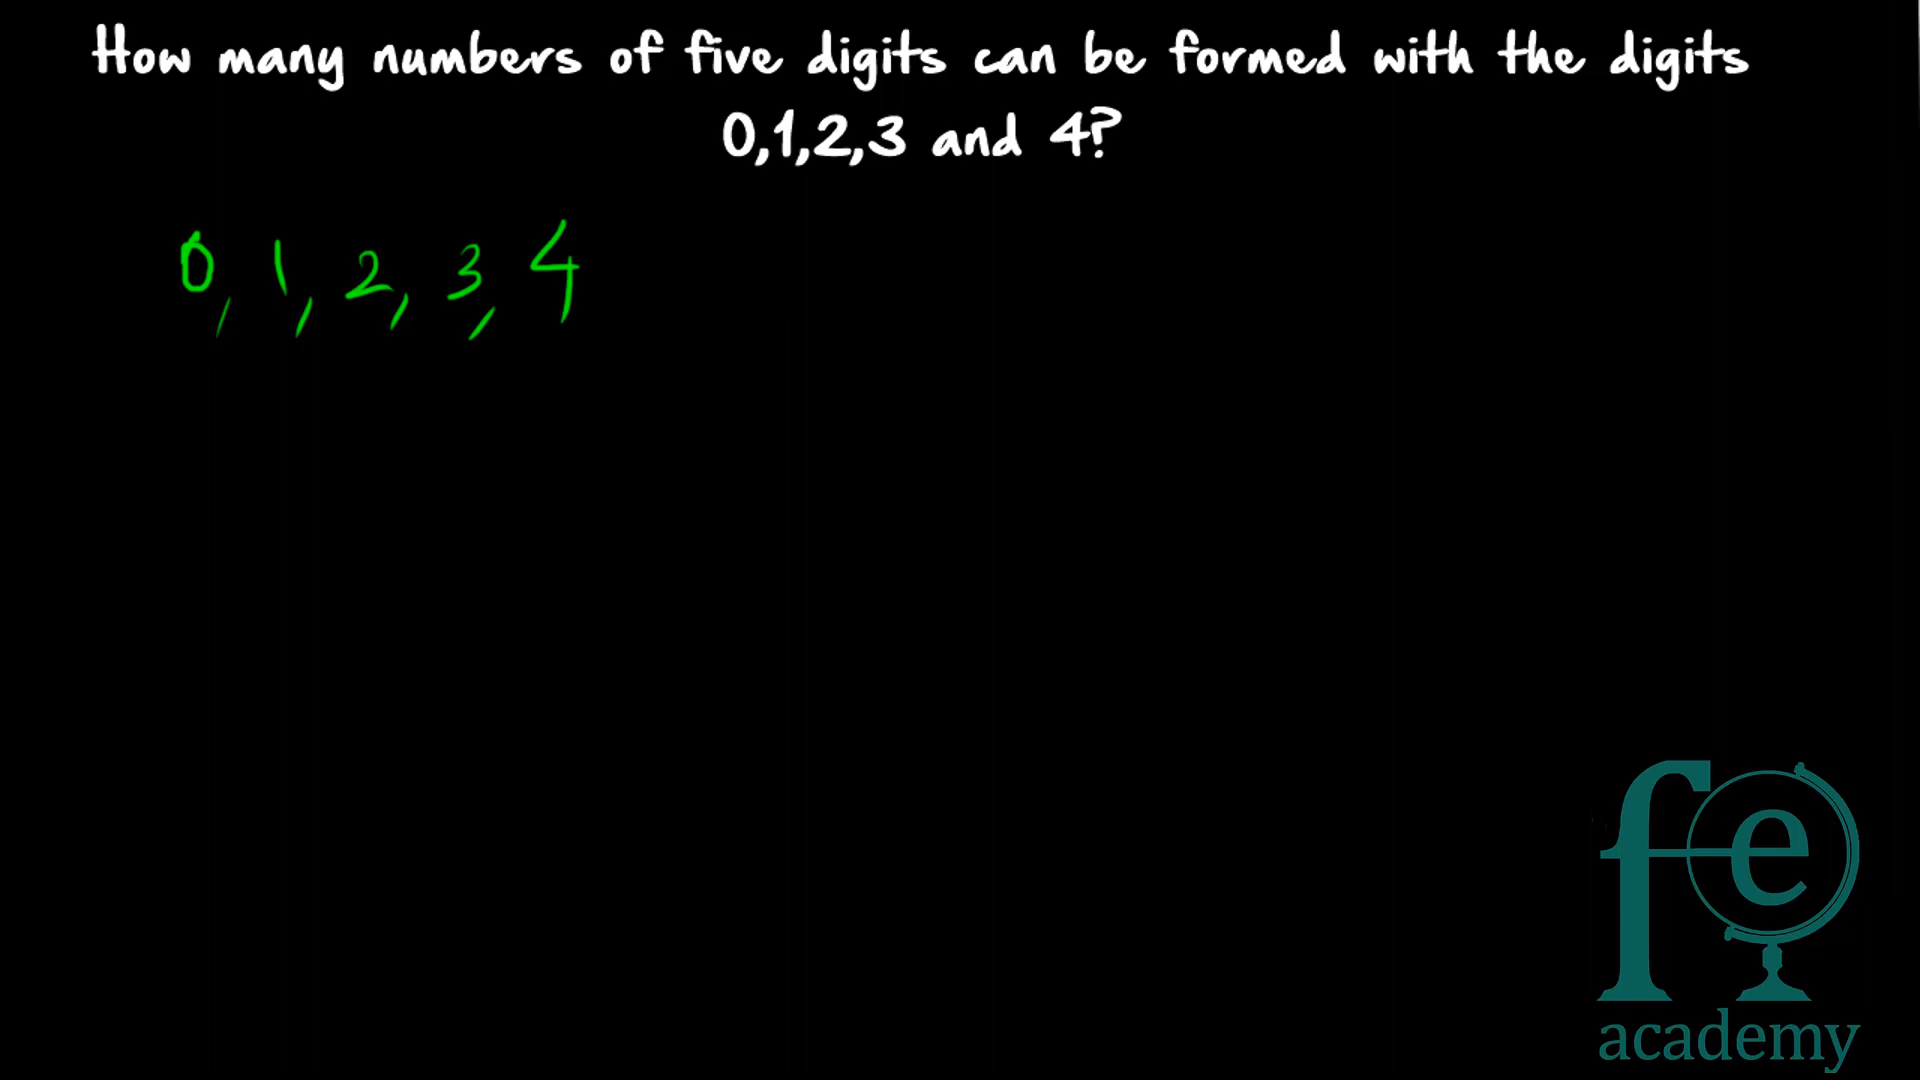 How many numbers of five digits can be formed with the digits
0,1,2,3 and 4?
0, 1, 2, 3, 4
fe
academy